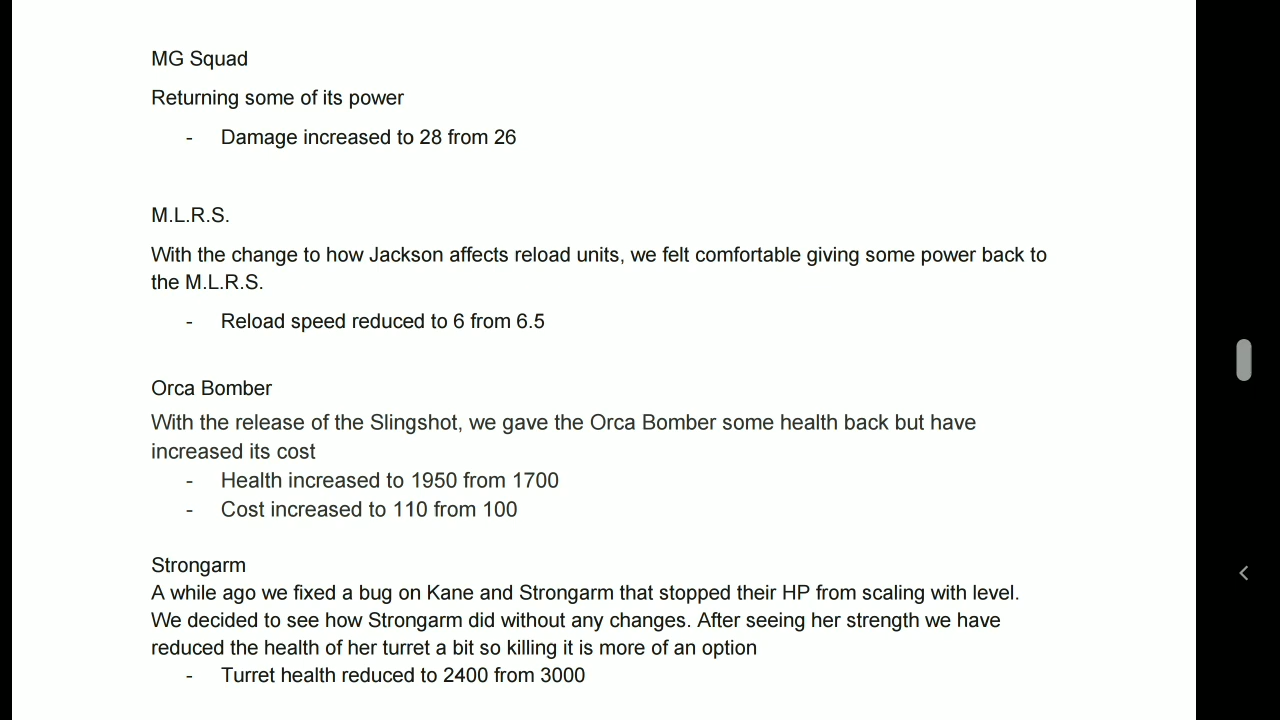 MG Squad
Returning some of its power
- Damage increased to 28 from 26
M.L.R.S.
With the change to how Jackson affects reload units, we felt comfortable giving some power back to
the M.L.R.S.
- Reload speed reduced to 6 from 6.5
Orca Bomber
With the release of the Slingshot, we gave the Orca Bomber some health back but have
increased its cost
- Health increased to 1950 from 1700
- Cost increased to 110 from 100
Strongarm
A while ago we fixed a bug on Kane and Strongarm that stopped their HP from scaling with level.
We decided to see how Strongarm did without any changes. After seeing her strength we have
reduced the health of her turret a bit so killing it is more of an option
- Turret health reduced to 2400 from 3000